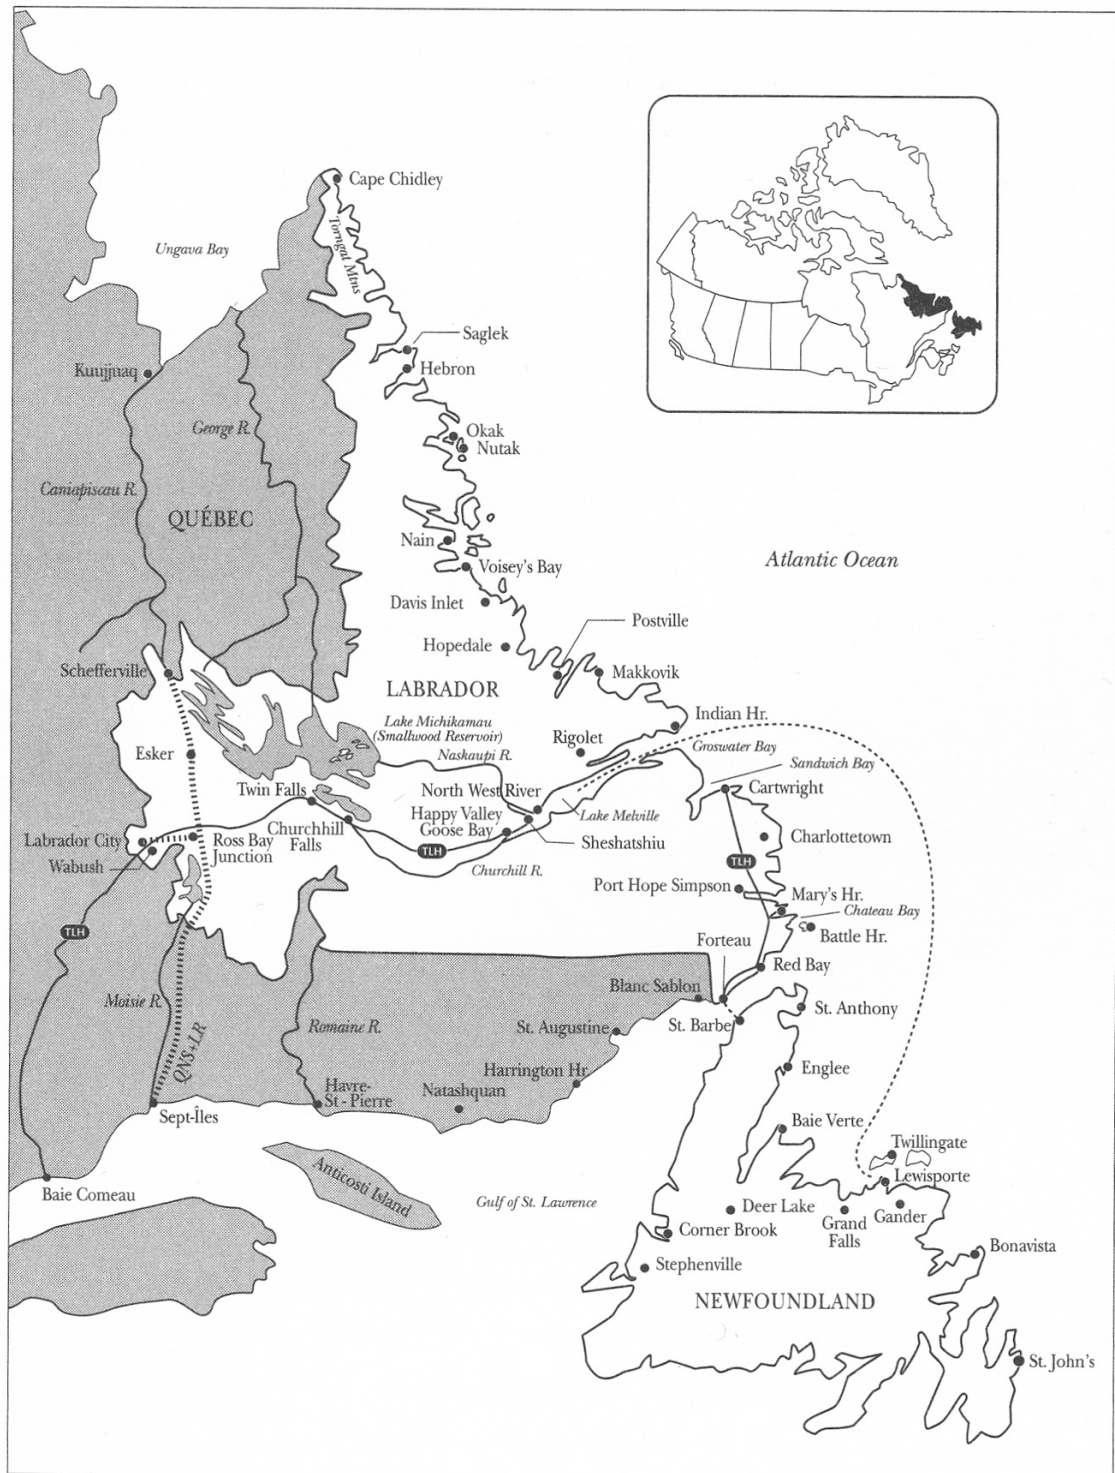 Cape Chidley
Torngat Mtns
Ungava Bay
Saglek
Kuujjuaq
Hebron
George R.
Okak
Nutak
Caniapiscau R.
QUÉBEC
Nain
Voisey's Bay
Atlantic Ocean
Davis Inlet
Postville
Hopedale
Schefferville
Makkovik
LABRADOR
Indian Hr.
Lake Michikamau
(Smallwood Reservoir)
Rigolet
Groswater Bay
Esker
Naskaupi R.
Sandwich Bay
Twin Falls
North West River
Cartwright
Happy Valley
Goose Bay
Lake Melville
Churchhill
Falls
Labrador City
Ross Bay
Junction
Sheshatshiu
Charlottetown
TLH
TLH
Wabush
Churchill R.
Port Hope Simpson
Mary's Hr.
Chateau Bay
TLH
Forteau
Battle Hr.
Red Bay
Blanc Sablon
Moisie R.
St. Anthony
Romaine R.
St. Augustine
St. Barbe
QNS+LR
Harrington Hr.
Englee
Havre-
St - Pierre
Natashquan
Sept-Îles
Baie Verte
Twillingate
Anticosti Island
Lewisporte
Baie Comeau
Gulf of St. Lawrence
Deer Lake
Grand
Falls
Gander
Corner Brook
Bonavista
Stephenville
NEWFOUNDLAND
St. John's